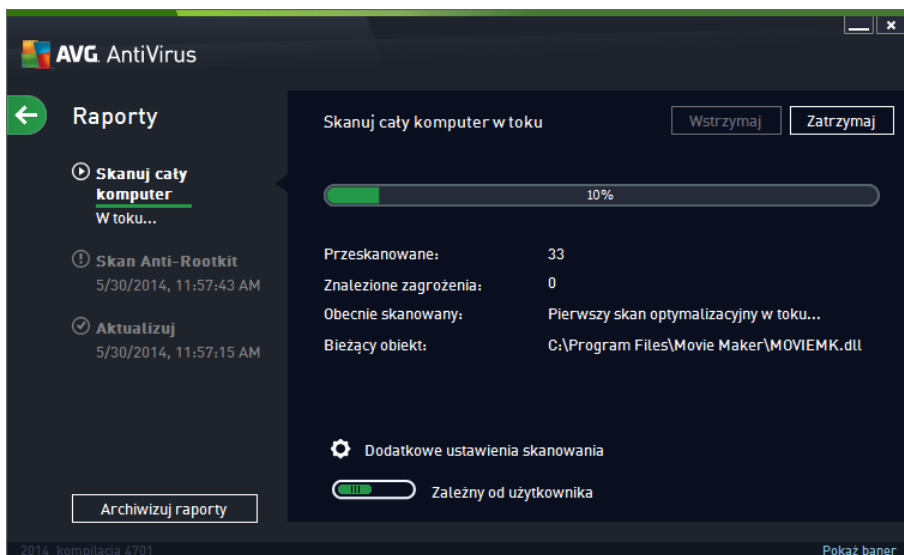 AVG. AntiVirus
Raporty
Skanuj cały
komputer
W toku...
Skan Anti-Rootkit
5/30/2014, 11:57:43 AM
Aktualizuj
5/30/2014, 11:57:15 AM
Archiwizuj raporty
Skanuj cały komputer w toku
Wstrzymaj
Zatrzymaj
10%
Przeskanowane: 33
Znalezione zagrożenia: 0
Obecnie skanowany: Pierwszy skan optymalizacyjny w toku...
Bieżący obiekt: C:\Program Files\Movie Maker\MOVIEMK.dll
Dodatkowe ustawienia skanowania
Zależny od użytkownika
2014 kompilacja 4701
Pokaż baner